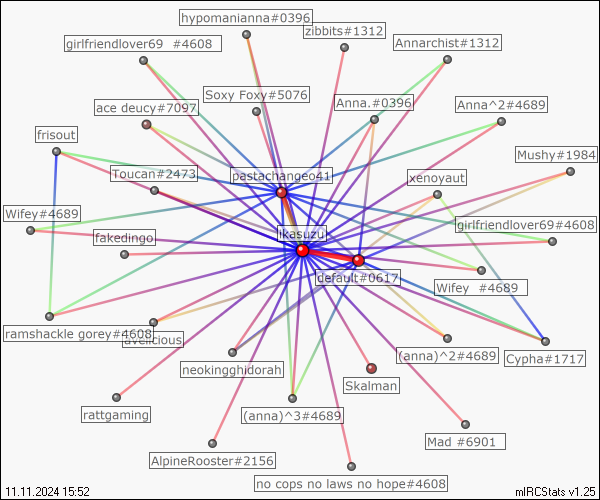 hypomanianna#0396
zibbits#1312
girlfriendlover69 #4608
Annarchist#1312
Soxy Foxy#5076
ace deucy#7097
Anna.#0396
Anna^2#4689
frisout
Mushy#1984
Toucan#2473
pastachangeo41
xenoyaut
Wifey#4689
girlfriendlover69#4608
ikasuzu
fakedingo
default#0617
Wifey #4689
ramshackle gorey#4608
avelicious
(anna)^2#4689
Cypha#1717
neokingghidorah
Skalman
rattgaming
(anna)^3#4689
Mad #6901
AlpineRooster#2156
no cops no laws no hope#4608
11.11.2024 15:52
mIRCStats v1.25